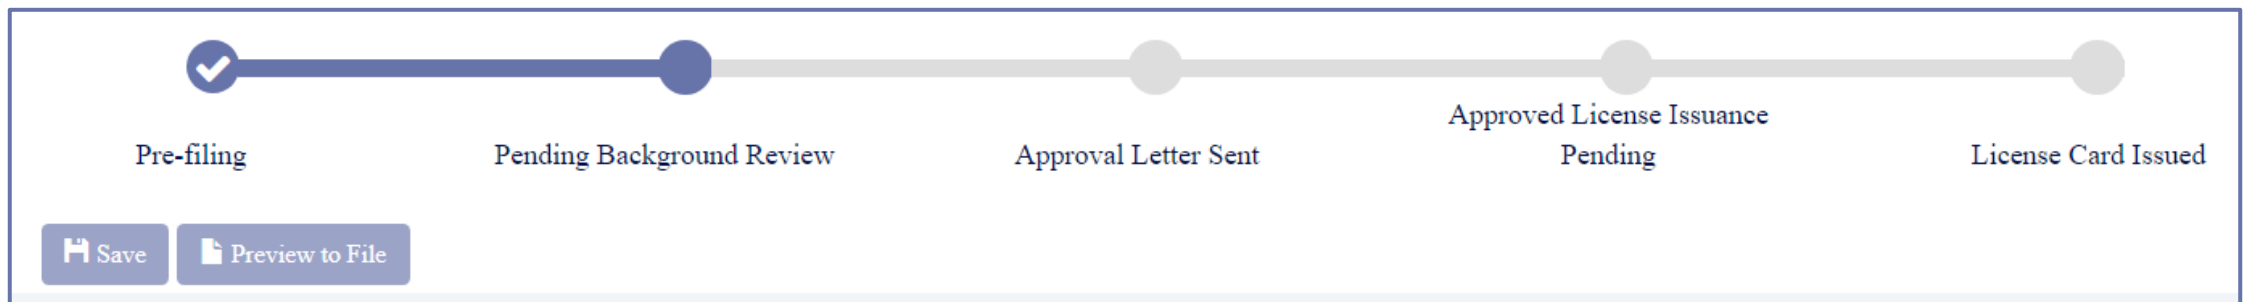 Pre-filing
Pending Background Review
Approval Letter Sent
Approved License Issuance
Pending
License Card Issued
Save
Preview to File